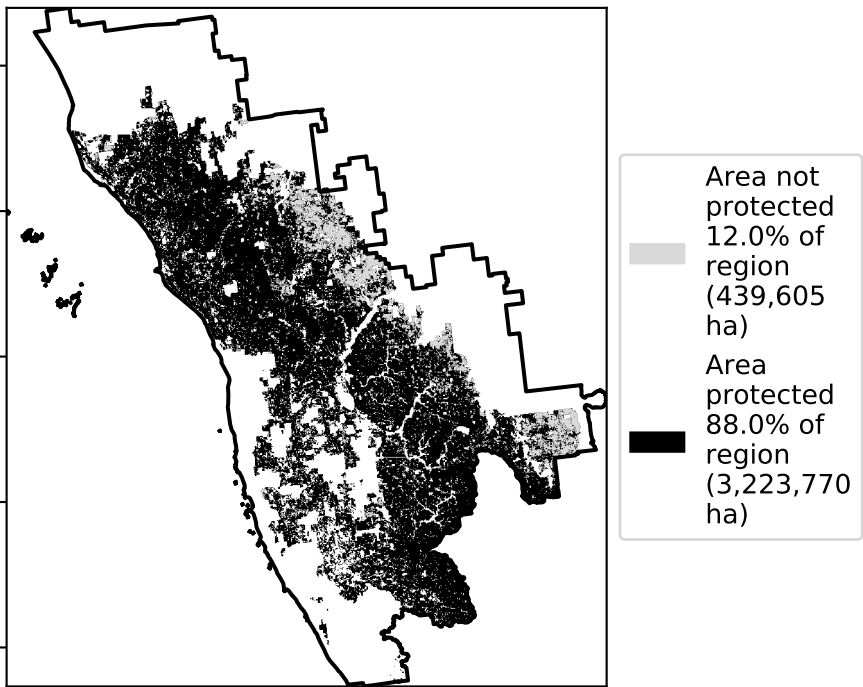 Area not
protected
12.0% of
region
(439,605
ha)
Area
protected
88.0% of
region
(3,223,770
ha)